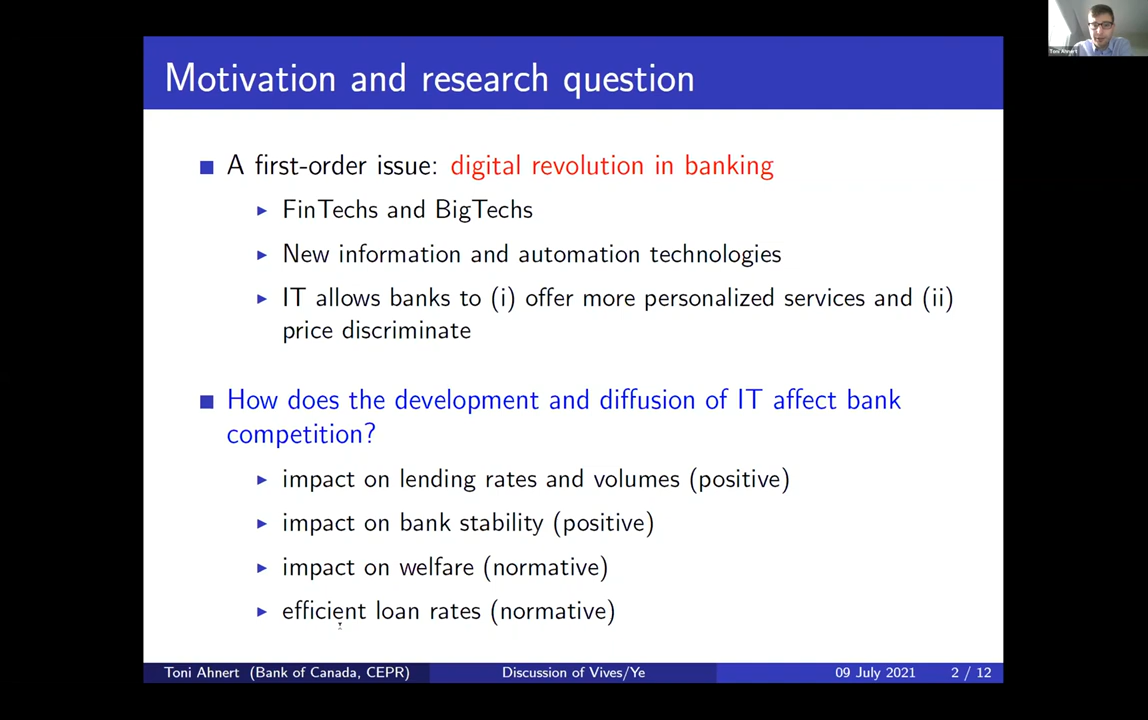 Motivation and research question
A first-order issue: digital revolution in banking
FinTechs and BigTechs
New information and automation technologies
IT allows banks to (i) offer more personalized services and (ii)
price discriminate
How does the development and diffusion of IT affect bank
competition?
impact on lending rates and volumes (positive)
impact on bank stability (positive)
impact on welfare (normative)
efficient loan rates (normative)
Toni Ahnert (Bank of Canada, CEPR) Discussion of Vives/Ye 09 July 2021 2 / 12
Toni Ahnert